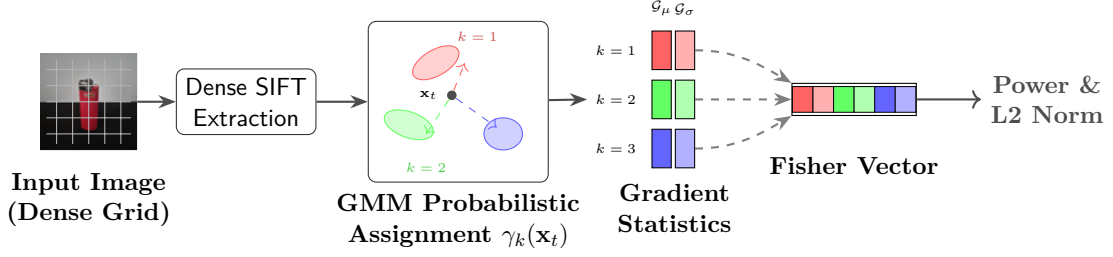 Input Image
(Dense Grid)
Dense SIFT
Extraction
k = 1
x_t
k = 2
GMM Probabilistic
Assignment γ_k(x_t)
𝒢_μ 𝒢_σ
k = 1
k = 2
k = 3
Gradient
Statistics
Fisher Vector
Power &
L2 Norm